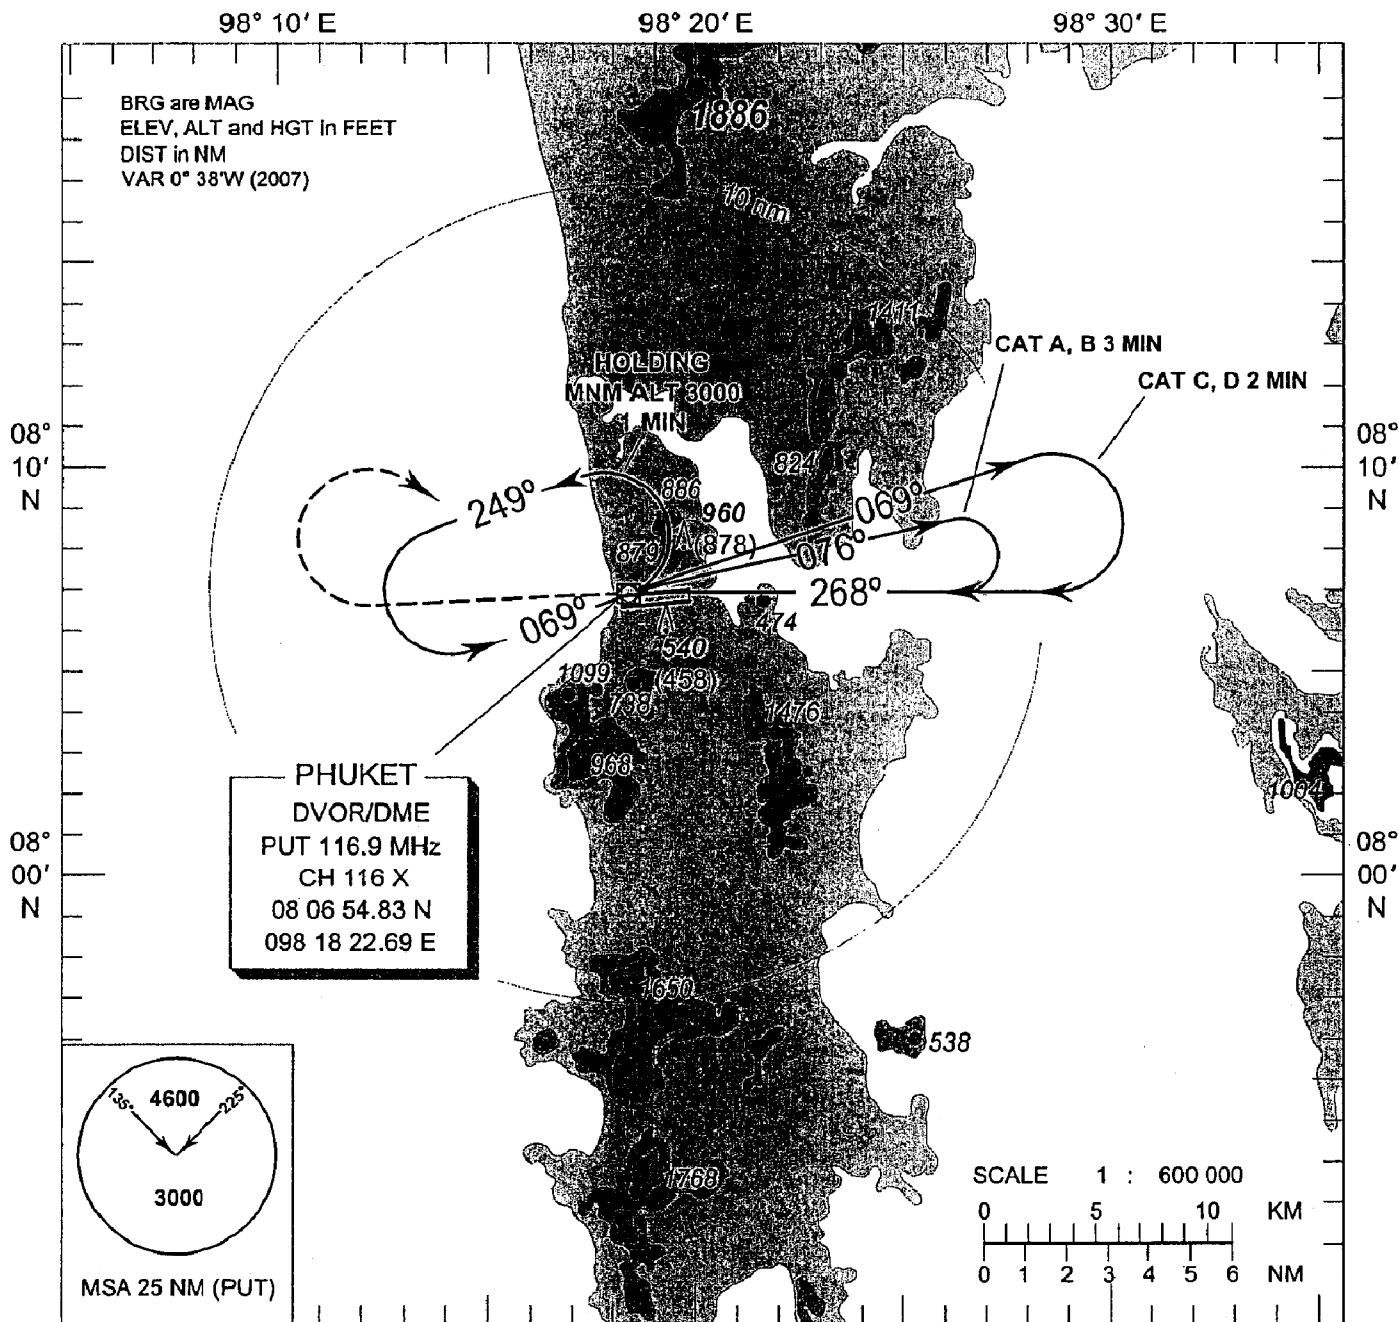 98° 10' E
98° 20' E
98° 30' E
BRG are MAG
ELEV, ALT and HGT in FEET
DIST in NM
VAR 0° 38'W (2007)
1886
10 nm
1411
CAT A, B 3 MIN
CAT C, D 2 MIN
HOLDING
MNM ALT 3000
1 MIN
08°
10'
N
08°
10'
N
824
886
249°
069°
960
(878)
076°
879
268°
069°
474
540
(458)
1099
738
1476
968
1004
PHUKET
DVOR/DME
PUT 116.9 MHz
CH 116 X
08 06 54.83 N
098 18 22.69 E
08°
00'
N
08°
00'
N
1650
538
4600
135°
225°
3000
MSA 25 NM (PUT)
1768
SCALE 1 : 600 000
0 5 10 KM
0 1 2 3 4 5 6 NM